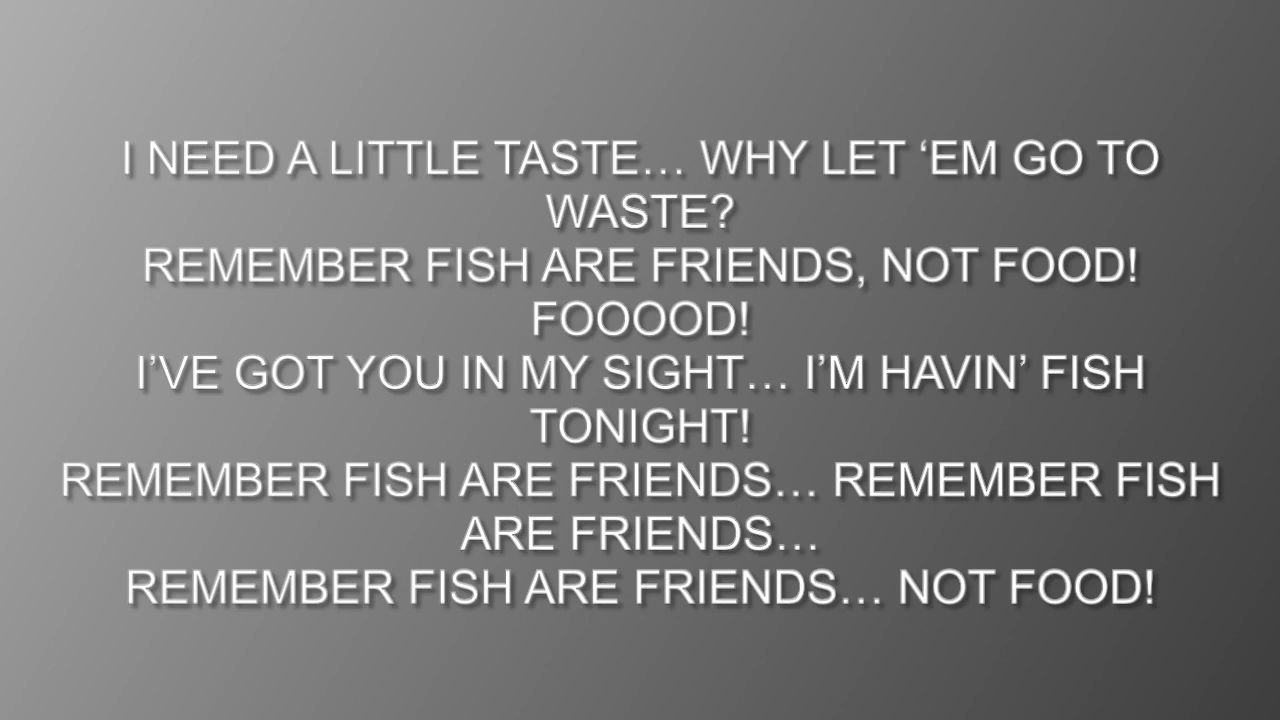 I NEED A LITTLE TASTE… WHY LET ‘EM GO TO
WASTE?
REMEMBER FISH ARE FRIENDS, NOT FOOD!
FOOOOD!
I’VE GOT YOU IN MY SIGHT… I’M HAVIN’ FISH
TONIGHT!
REMEMBER FISH ARE FRIENDS… REMEMBER FISH
ARE FRIENDS…
REMEMBER FISH ARE FRIENDS… NOT FOOD!